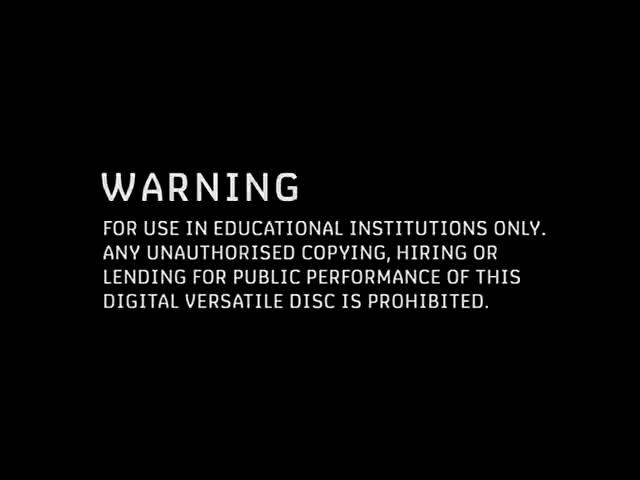 WARNING
FOR USE IN EDUCATIONAL INSTITUTIONS ONLY.
ANY UNAUTHORISED COPYING, HIRING OR
LENDING FOR PUBLIC PERFORMANCE OF THIS
DIGITAL VERSATILE DISC IS PROHIBITED.